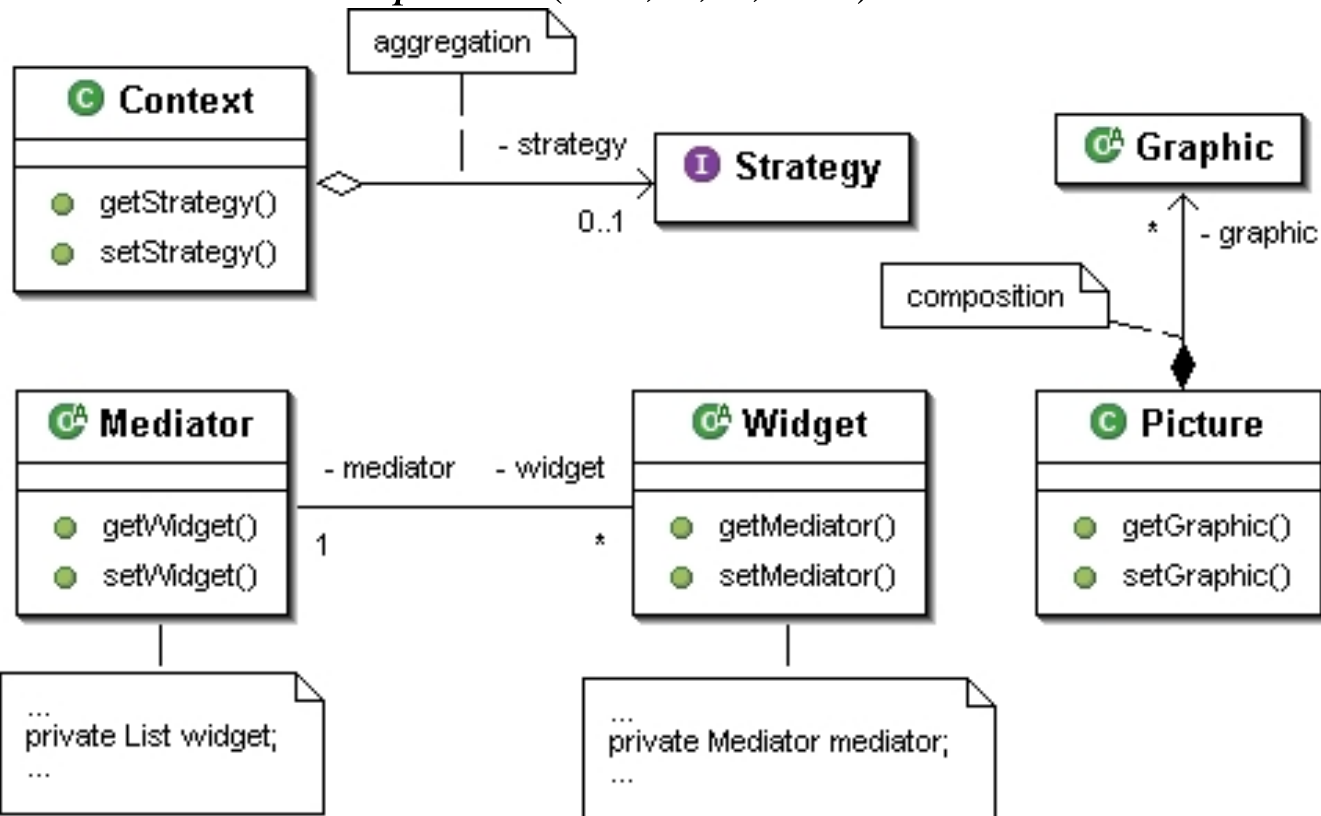 aggregation
C Context
getStrategy()
setStrategy()
- strategy
0..1
I Strategy
C A Graphic
*
- graphic
composition
C A Mediator
getWidget()
setWidget()
- mediator
1
- widget
*
C A Widget
getMediator()
setMediator()
C Picture
getGraphic()
setGraphic()
...
private List widget;
...
...
private Mediator mediator;
...